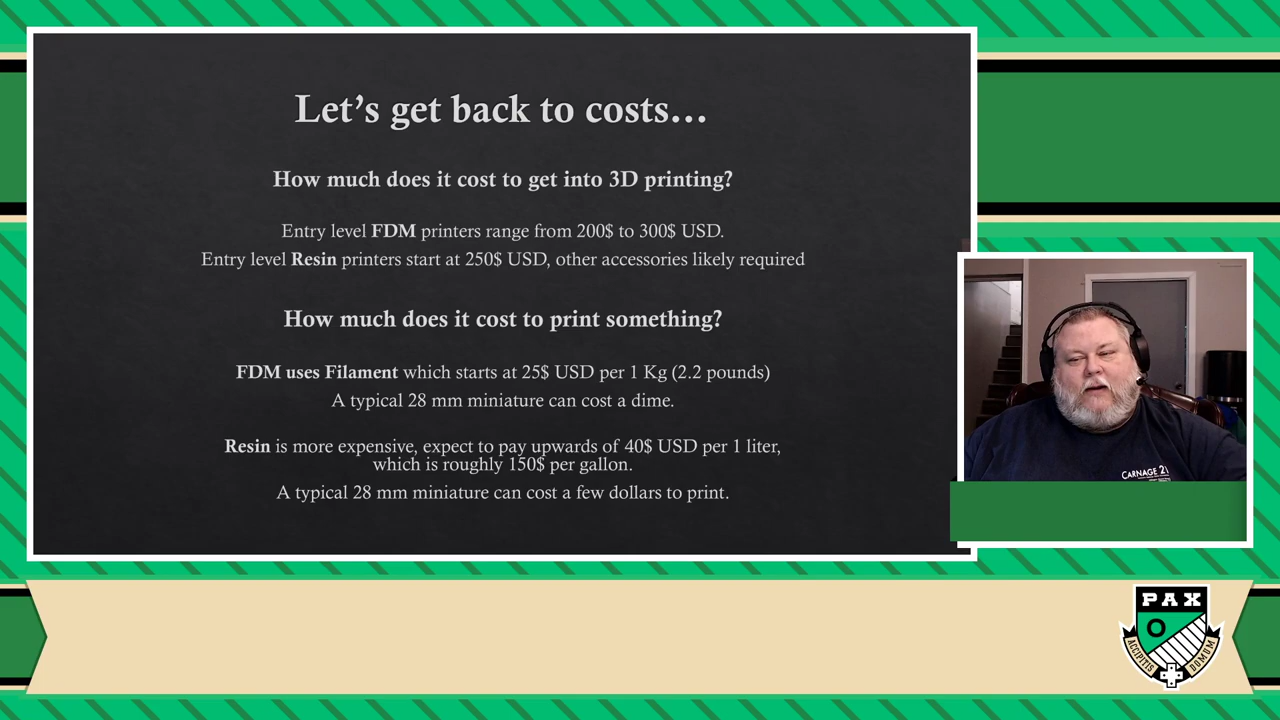 Let's get back to costs...
How much does it cost to get into 3D printing?
Entry level FDM printers range from 200$ to 300$ USD.
Entry level Resin printers start at 250$ USD, other accessories likely required
How much does it cost to print something?
FDM uses Filament which starts at 25$ USD per 1 Kg (2.2 pounds)
A typical 28 mm miniature can cost a dime.
Resin is more expensive, expect to pay upwards of 40$ USD per 1 liter,
which is roughly 150$ per gallon.
A typical 28 mm miniature can cost a few dollars to print.
CARNAGE 21
PAX
O
ACCIPITIS DOMUM